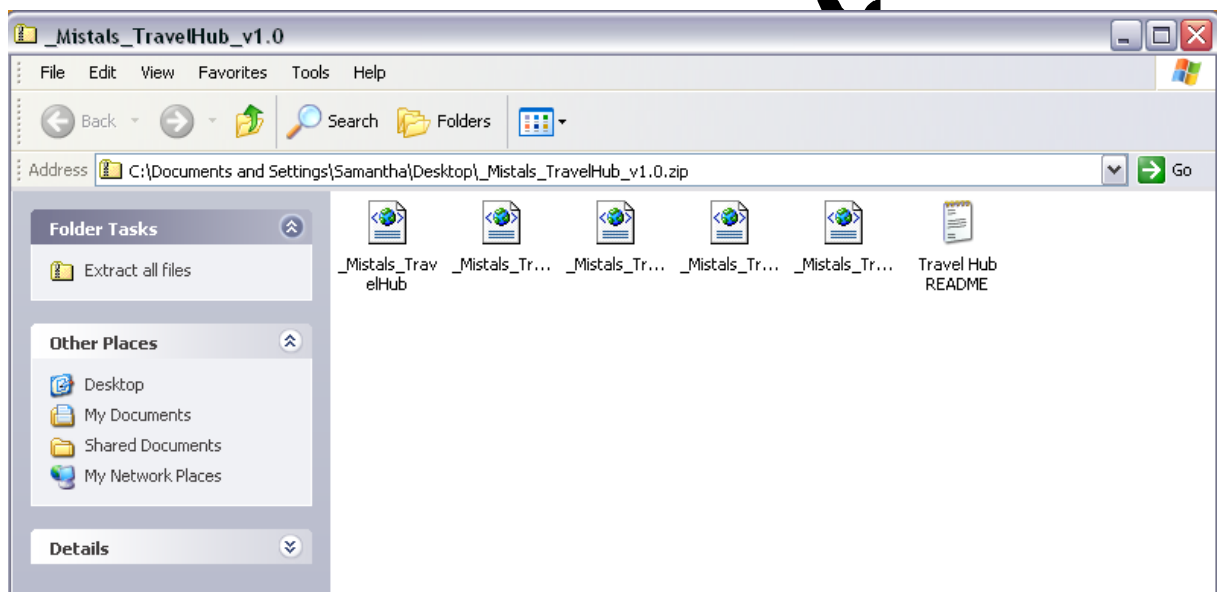 _Mistals_TravelHub_v1.0
File Edit View Favorites Tools Help
Back Search Folders
Address C:\Documents and Settings\Samantha\Desktop\_Mistals_TravelHub_v1.0.zip Go
Folder Tasks
Extract all files
Other Places
Desktop
My Documents
Shared Documents
My Network Places
Details
_Mistals_Trav
elHub
_Mistals_Tr...
_Mistals_Tr...
_Mistals_Tr...
_Mistals_Tr...
Travel Hub
README